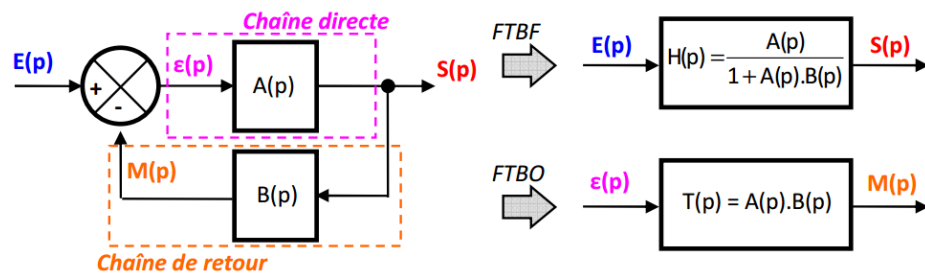 Chaîne directe
E(p)
+
-
ε(p)
A(p)
S(p)
M(p)
B(p)
Chaîne de retour
FTBF
E(p)
H(p) = A(p) / 1 + A(p).B(p)
S(p)
FTBO
ε(p)
T(p) = A(p).B(p)
M(p)